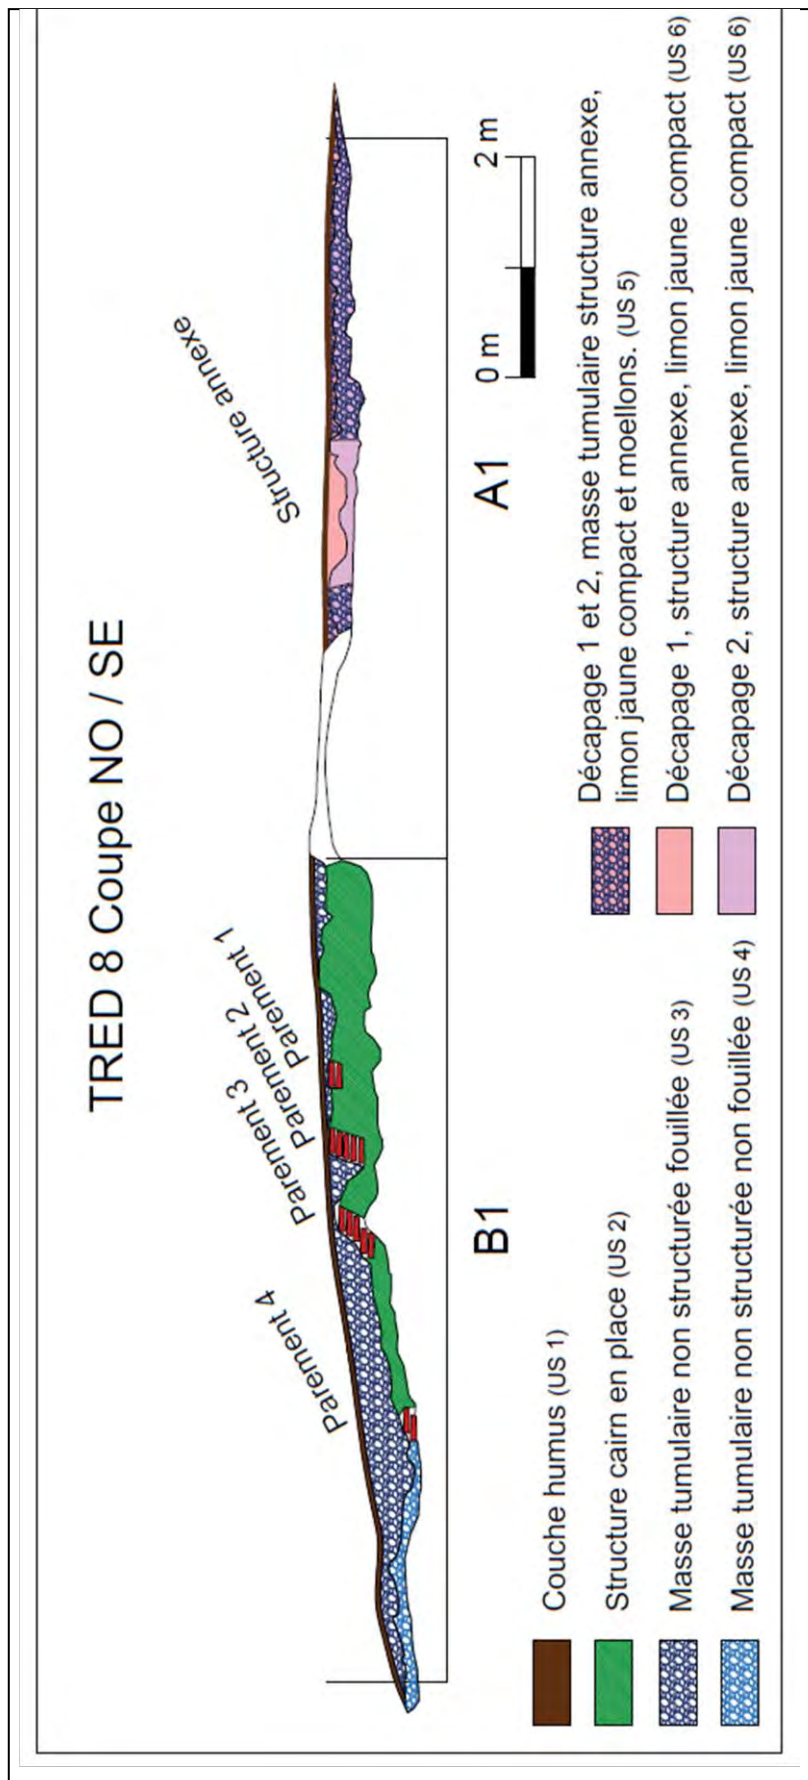 TRED 8 Coupe NO / SE
Parement 4
Parement 3
Parement 2
Parement 1
Structure annexe
B1
A1
0 m
2 m
Couche humus (US 1)
Structure cairn en place (US 2)
Masse tumulaire non structurée fouillée (US 3)
Masse tumulaire non structurée non fouillée (US 4)
Décapage 1 et 2, masse tumulaire structure annexe,
limon jaune compact et moellons. (US 5)
Décapage 1, structure annexe, limon jaune compact (US 6)
Décapage 2, structure annexe, limon jaune compact (US 6)